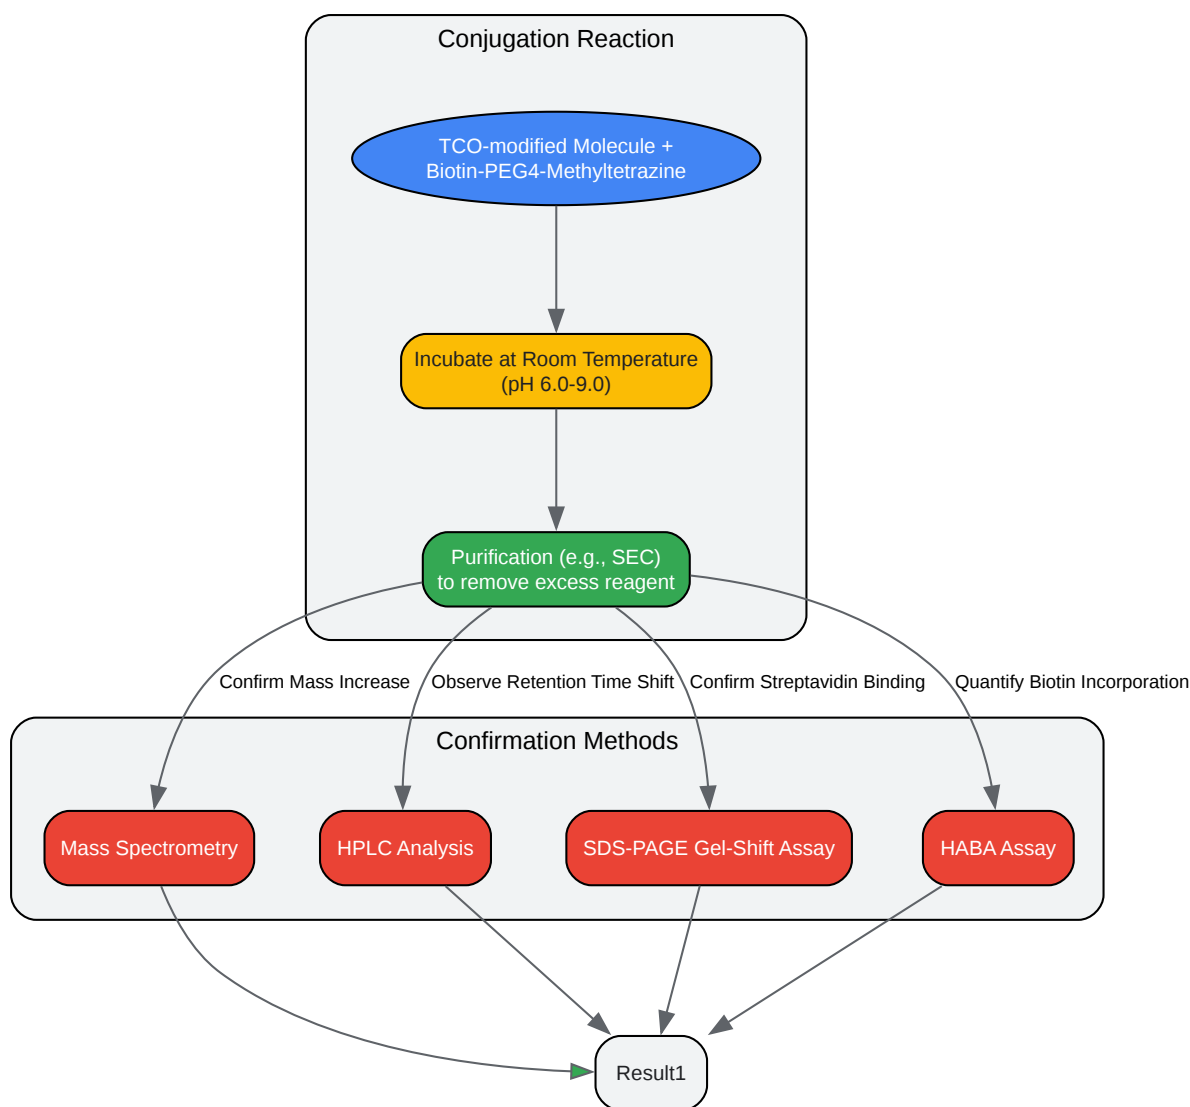 Conjugation Reaction
TCO-modified Molecule +
Biotin-PEG4-Methyltetrazine
Incubate at Room Temperature
(pH 6.0-9.0)
Purification (e.g., SEC)
to remove excess reagent
Confirm Mass Increase
Observe Retention Time Shift
Confirm Streptavidin Binding
Quantify Biotin Incorporation
Confirmation Methods
Mass Spectrometry
HPLC Analysis
SDS-PAGE Gel-Shift Assay
HABA Assay
Result1